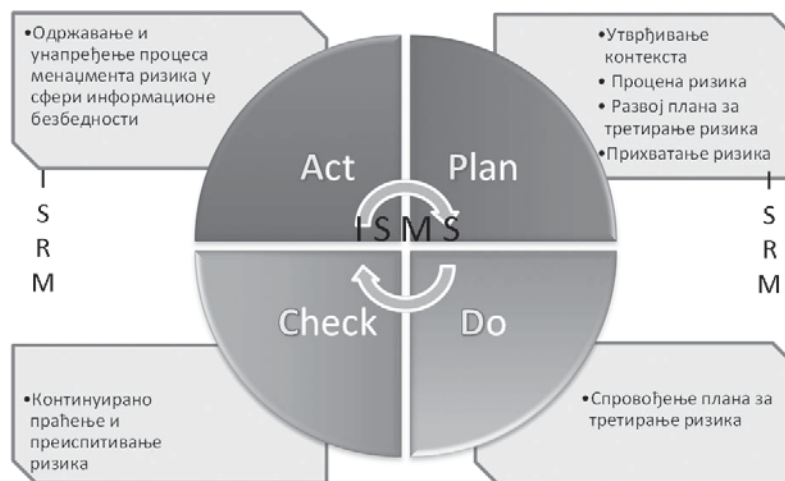 •Одржавање и
унапређење процеса
менаџмента ризика у
сфери информационе
безбедности
•Утврђивање
контекста
• Процена ризика
• Развој плана за
третирање ризика
•Прихватање ризика
Act
Plan
I S M S
I
S
R
M
I
S
R
M
Check
Do
•Континуирано
праћење и
преиспитивање
ризика
•Спровођење плана за
третирање ризика